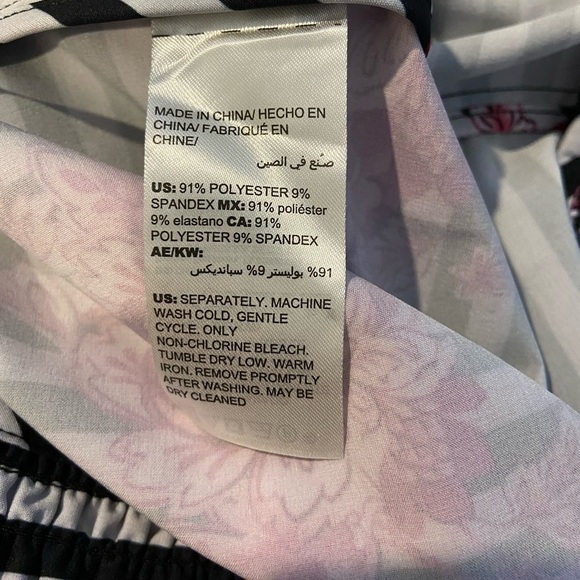 MADE IN CHINA/ HECHO EN
CHINA/ FABRIQUÉ EN
CHINE/
صُنع في الصين
US: 91% POLYESTER 9%
SPANDEX MX: 91% poliéster
9% elastano CA: 91%
POLYESTER 9% SPANDEX
AE/KW:
91% بوليستر 9% سبانديكس
US: SEPARATELY. MACHINE
WASH COLD, GENTLE
CYCLE. ONLY
NON-CHLORINE BLEACH.
TUMBLE DRY LOW. WARM
IRON. REMOVE PROMPTLY
AFTER WASHING. MAY BE
DRY CLEANED